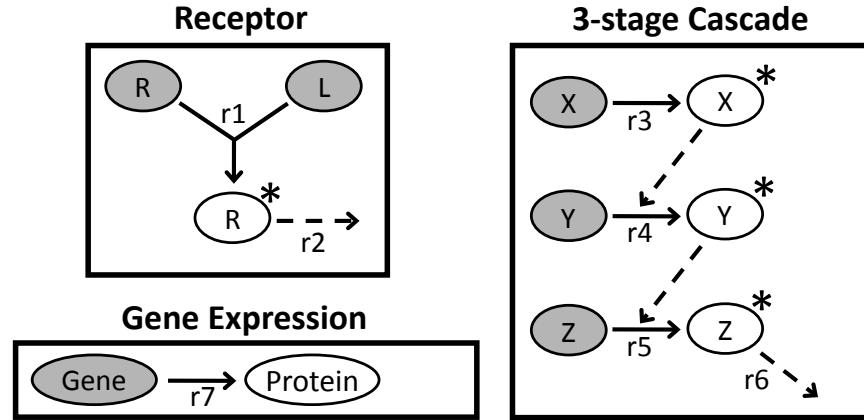 Receptor
R
L
r1
R*
r2
Gene Expression
Gene
r7
Protein
3-stage Cascade
X
r3
X*
Y
r4
Y*
Z
r5
Z*
r6